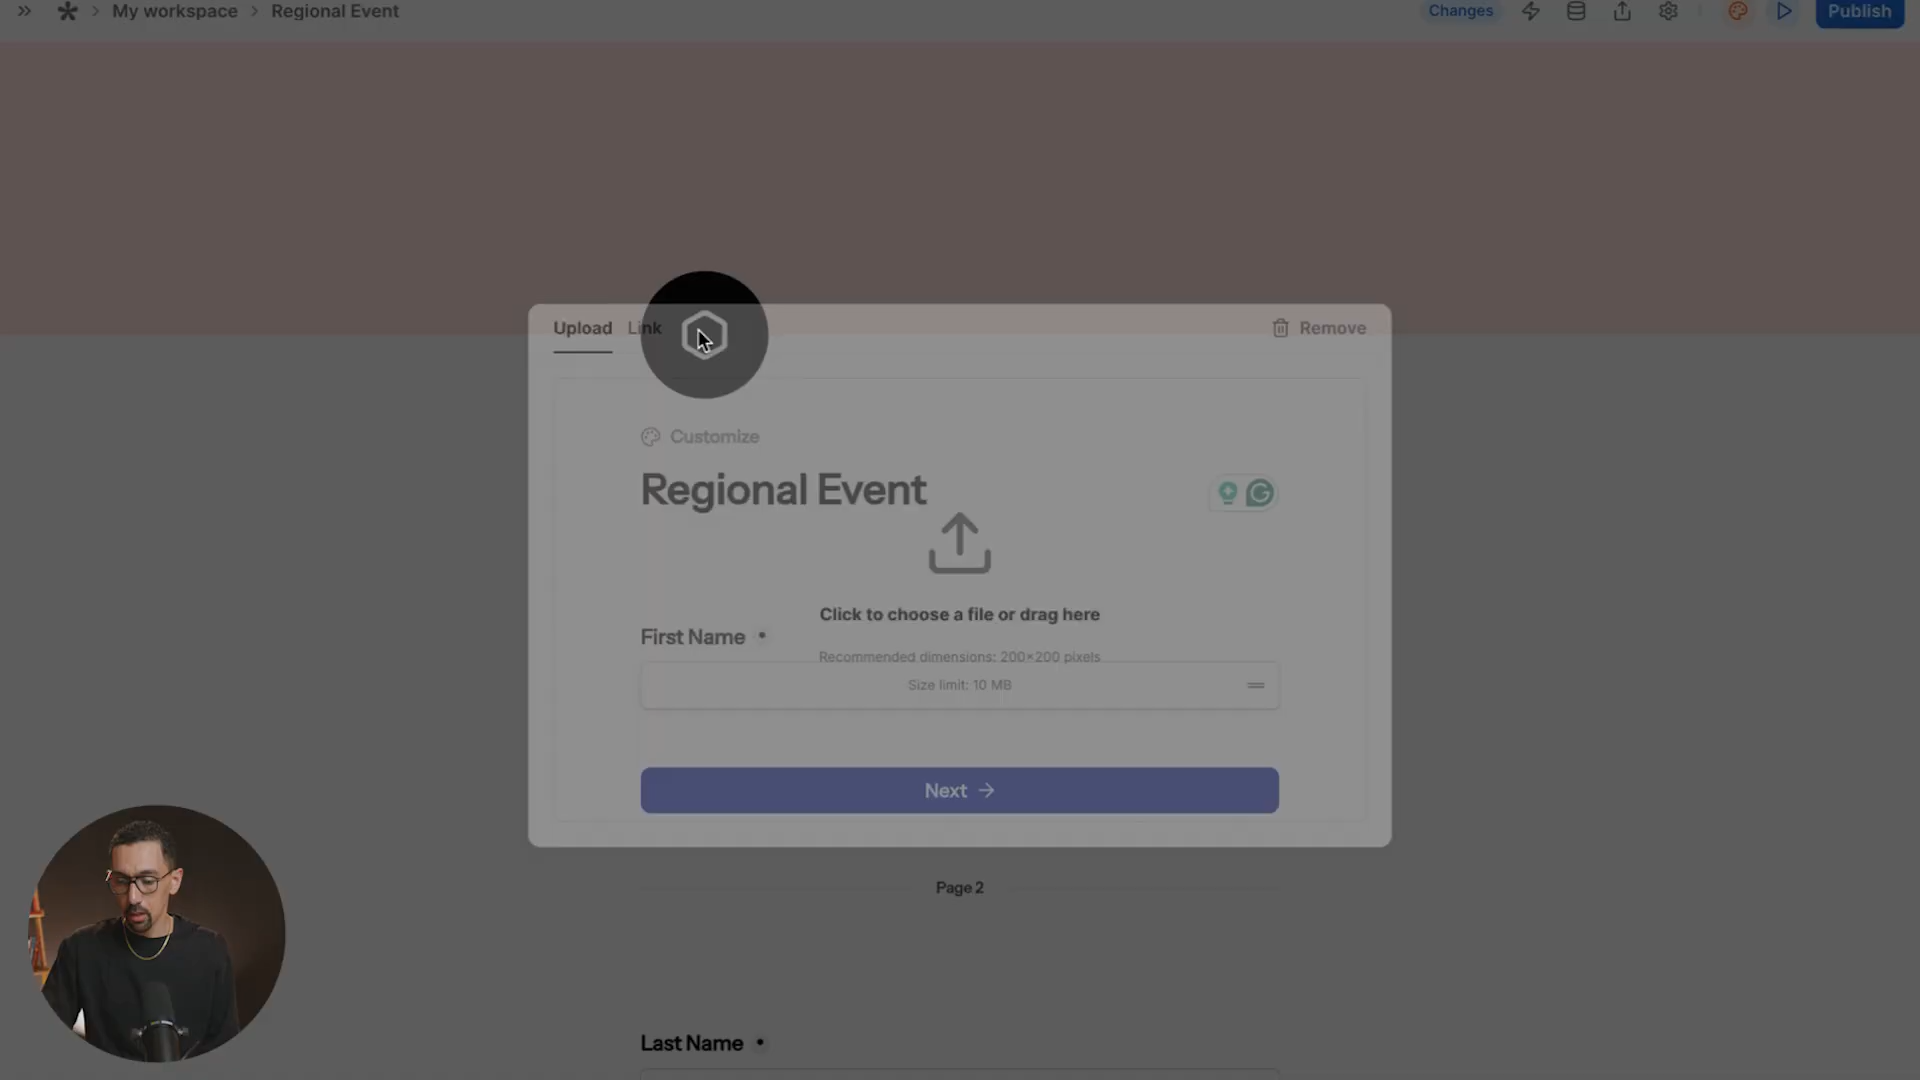 My workspace > Regional Event
Changes
Publish
Upload
Link
Remove
Customize
Regional Event
Click to choose a file or drag here
First Name
Recommended dimensions: 200×200 pixels
Size limit: 10 MB
Next →
Page 2
Last Name